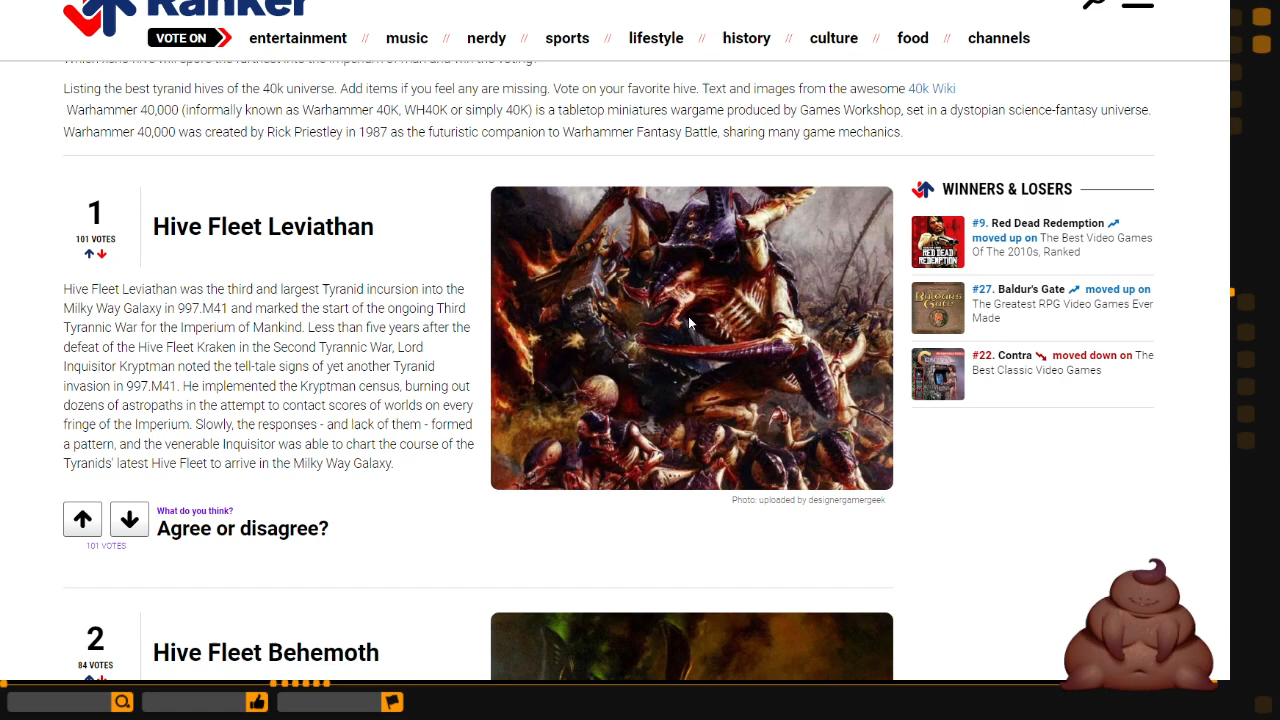 Ranker
VOTE ON entertainment // music // nerdy // sports // lifestyle // history // culture // food // channels
Listing the best tyranid hives of the 40k universe. Add items if you feel any are missing. Vote on your favorite hive. Text and images from the awesome 40k Wiki
Warhammer 40,000 (informally known as Warhammer 40K, WH40K or simply 40K) is a tabletop miniatures wargame produced by Games Workshop, set in a dystopian science-fantasy universe.
Warhammer 40,000 was created by Rick Priestley in 1987 as the futuristic companion to Warhammer Fantasy Battle, sharing many game mechanics.
1
101 VOTES
Hive Fleet Leviathan
Hive Fleet Leviathan was the third and largest Tyranid incursion into the
Milky Way Galaxy in 997.M41 and marked the start of the ongoing Third
Tyrannic War for the Imperium of Mankind. Less than five years after the
defeat of the Hive Fleet Kraken in the Second Tyrannic War, Lord
Inquisitor Kryptman noted the tell-tale signs of yet another Tyranid
invasion in 997.M41. He implemented the Kryptman census, burning out
dozens of astropaths in the attempt to contact scores of worlds on every
fringe of the Imperium. Slowly, the responses - and lack of them - formed
a pattern, and the venerable Inquisitor was able to chart the course of the
Tyranids' latest Hive Fleet to arrive in the Milky Way Galaxy.
Photo: uploaded by designergamergeek
What do you think?
Agree or disagree?
101 VOTES
2
84 VOTES
Hive Fleet Behemoth
WINNERS & LOSERS
#9. Red Dead Redemption
moved up on The Best Video Games
Of The 2010s, Ranked
#27. Baldur's Gate moved up on
The Greatest RPG Video Games Ever
Made
#22. Contra moved down on The
Best Classic Video Games